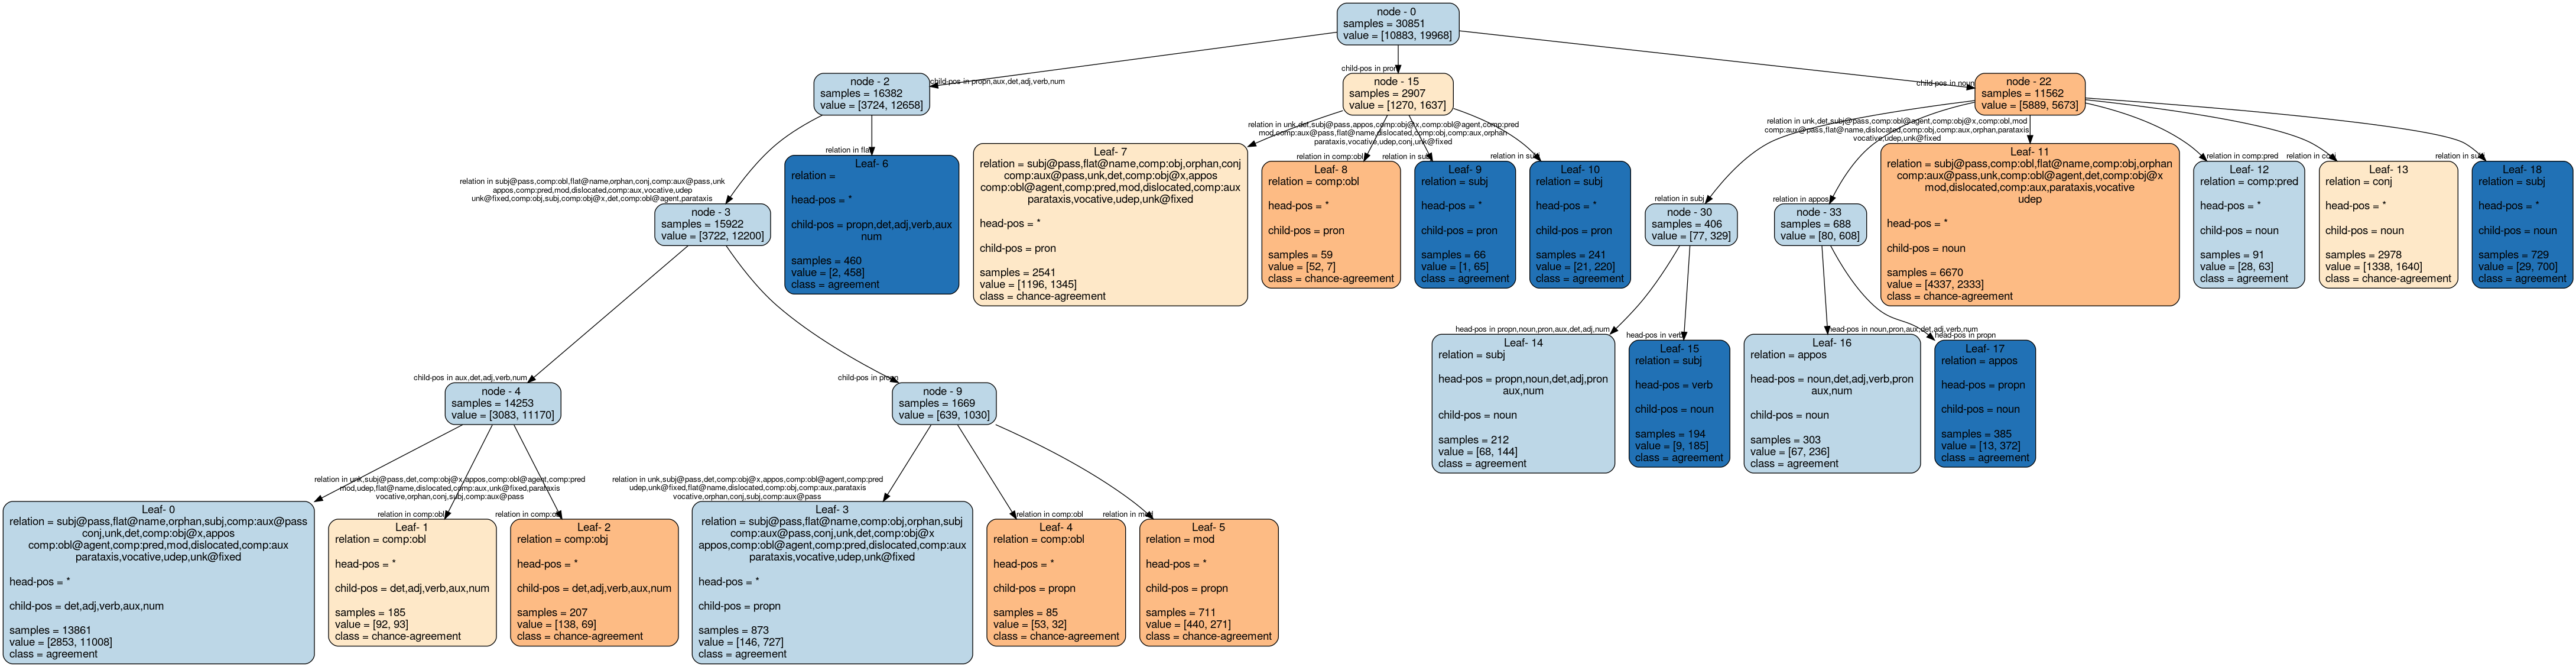 node - 0
samples = 30851
value = [10883, 19968]
child-pos in propn,aux,det,adj,verb,num
child-pos in pron
child-pos in noun
node - 2
samples = 16382
value = [3724, 12658]
node - 15
samples = 2907
value = [1270, 1637]
node - 22
samples = 11562
value = [5889, 5673]
relation in subj@pass,comp:obl,flat@name,orphan,conj,comp:aux@pass,unk
appos,comp:pred,mod,dislocated,comp:aux,vocative,udep
unk@fixed,comp:obj,subj,comp:obj@x,det,comp:obl@agent,parataxis
relation in flat
relation in unk,det,subj@pass,appos,comp:obj@x,comp:obl@agent,comp:pred
mod,comp:aux@pass,flat@name,dislocated,comp:obj,comp:aux,orphan
parataxis,vocative,udep,conj,unk@fixed
relation in comp:obl
relation in subj
relation in subj
relation in subj
relation in appos
relation in unk,det,subj@pass,comp:obl@agent,comp:obj@x,comp:obl,mod
comp:aux@pass,flat@name,dislocated,comp:obj,comp:aux,orphan,parataxis
vocative,udep,unk@fixed
relation in comp:pred
relation in conj
relation in subj
node - 3
samples = 15922
value = [3722, 12200]
Leaf- 6
relation =
head-pos = *
child-pos = propn,det,adj,verb,aux
num
samples = 460
value = [2, 458]
class = agreement
Leaf- 7
relation = subj@pass,flat@name,comp:obj,orphan,conj
comp:aux@pass,unk,det,comp:obj@x,appos
comp:obl@agent,comp:pred,mod,dislocated,comp:aux
parataxis,vocative,udep,unk@fixed
head-pos = *
child-pos = pron
samples = 2541
value = [1196, 1345]
class = chance-agreement
Leaf- 8
relation = comp:obl
head-pos = *
child-pos = pron
samples = 59
value = [52, 7]
class = chance-agreement
Leaf- 9
relation = subj
head-pos = *
child-pos = pron
samples = 66
value = [1, 65]
class = agreement
Leaf- 10
relation = subj
head-pos = *
child-pos = pron
samples = 241
value = [21, 220]
class = agreement
node - 30
samples = 406
value = [77, 329]
node - 33
samples = 688
value = [80, 608]
Leaf- 11
relation = subj@pass,comp:obl,flat@name,comp:obj,orphan
comp:aux@pass,unk,comp:obl@agent,det,comp:obj@x
mod,dislocated,comp:aux,parataxis,vocative
udep
head-pos = *
child-pos = noun
samples = 6670
value = [4337, 2333]
class = chance-agreement
Leaf- 12
relation = comp:pred
head-pos = *
child-pos = noun
samples = 91
value = [28, 63]
class = agreement
Leaf- 13
relation = conj
head-pos = *
child-pos = noun
samples = 2978
value = [1338, 1640]
class = chance-agreement
Leaf- 18
relation = subj
head-pos = *
child-pos = noun
samples = 729
value = [29, 700]
class = agreement
child-pos in aux,det,adj,verb,num
child-pos in propn
head-pos in propn,noun,pron,aux,det,adj,num
head-pos in verb
head-pos in noun,pron,aux,det,adj,verb,num
head-pos in propn
node - 4
samples = 14253
value = [3083, 11170]
node - 9
samples = 1669
value = [639, 1030]
Leaf- 14
relation = subj
head-pos = propn,noun,det,adj,pron
aux,num
child-pos = noun
samples = 212
value = [68, 144]
class = agreement
Leaf- 15
relation = subj
head-pos = verb
child-pos = noun
samples = 194
value = [9, 185]
class = agreement
Leaf- 16
relation = appos
head-pos = noun,det,adj,verb,pron
aux,num
child-pos = noun
samples = 303
value = [67, 236]
class = agreement
Leaf- 17
relation = appos
head-pos = propn
child-pos = noun
samples = 385
value = [13, 372]
class = agreement
relation in unk,subj@pass,det,comp:obj@x,appos,comp:obl@agent,comp:pred
mod,udep,flat@name,dislocated,comp:aux,unk@fixed,parataxis
vocative,orphan,conj,subj,comp:aux@pass
relation in comp:obl
relation in comp:obj
relation in unk,subj@pass,det,comp:obj@x,appos,comp:obl@agent,comp:pred
udep,unk@fixed,flat@name,dislocated,comp:obj,comp:aux,parataxis
vocative,orphan,conj,subj,comp:aux@pass
relation in comp:obl
relation in mod
Leaf- 0
relation = subj@pass,flat@name,orphan,subj,comp:aux@pass
conj,unk,det,comp:obj@x,appos
comp:obl@agent,comp:pred,mod,dislocated,comp:aux
parataxis,vocative,udep,unk@fixed
head-pos = *
child-pos = det,adj,verb,aux,num
samples = 13861
value = [2853, 11008]
class = agreement
Leaf- 1
relation = comp:obl
head-pos = *
child-pos = det,adj,verb,aux,num
samples = 185
value = [92, 93]
class = chance-agreement
Leaf- 2
relation = comp:obj
head-pos = *
child-pos = det,adj,verb,aux,num
samples = 207
value = [138, 69]
class = chance-agreement
Leaf- 3
relation = subj@pass,flat@name,comp:obj,orphan,subj
comp:aux@pass,conj,unk,det,comp:obj@x
appos,comp:obl@agent,comp:pred,dislocated,comp:aux
parataxis,vocative,udep,unk@fixed
head-pos = *
child-pos = propn
samples = 873
value = [146, 727]
class = agreement
Leaf- 4
relation = comp:obl
head-pos = *
child-pos = propn
samples = 85
value = [53, 32]
class = chance-agreement
Leaf- 5
relation = mod
head-pos = *
child-pos = propn
samples = 711
value = [440, 271]
class = chance-agreement